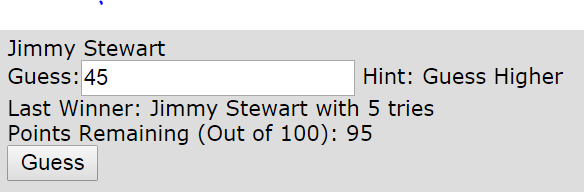 Jimmy Stewart
Guess: 45 Hint: Guess Higher
Last Winner: Jimmy Stewart with 5 tries
Points Remaining (Out of 100): 95
Guess